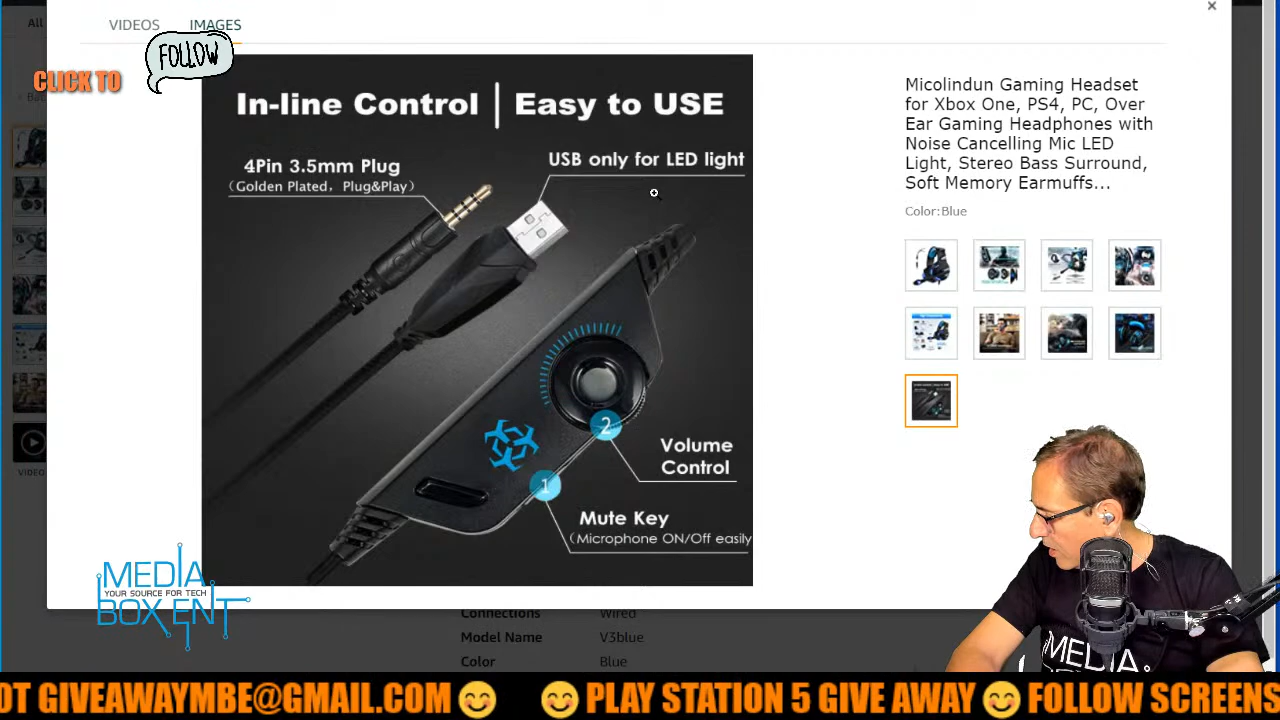 All
VIDEOS
IMAGES
×
CLICK TO
FOLLOW
In-line Control | Easy to USE
4Pin 3.5mm Plug
(Golden Plated, Plug&Play)
USB only for LED light
2
Volume
Control
1
Mute Key
(Microphone ON/Off easily
Micolindun Gaming Headset
for Xbox One, PS4, PC, Over
Ear Gaming Headphones with
Noise Cancelling Mic LED
Light, Stereo Bass Surround,
Soft Memory Earmuffs...
Color:Blue
VIDEO
MEDIA
YOUR SOURCE FOR TECH
BOX ENT
Connections Wired
Model Name V3blue
Color Blue
MEDIA
OT GIVEAWAYMBE@GMAIL.COM 😊 😊 PLAY STATION 5 GIVE AWAY 😊 FOLLOW SCREENS